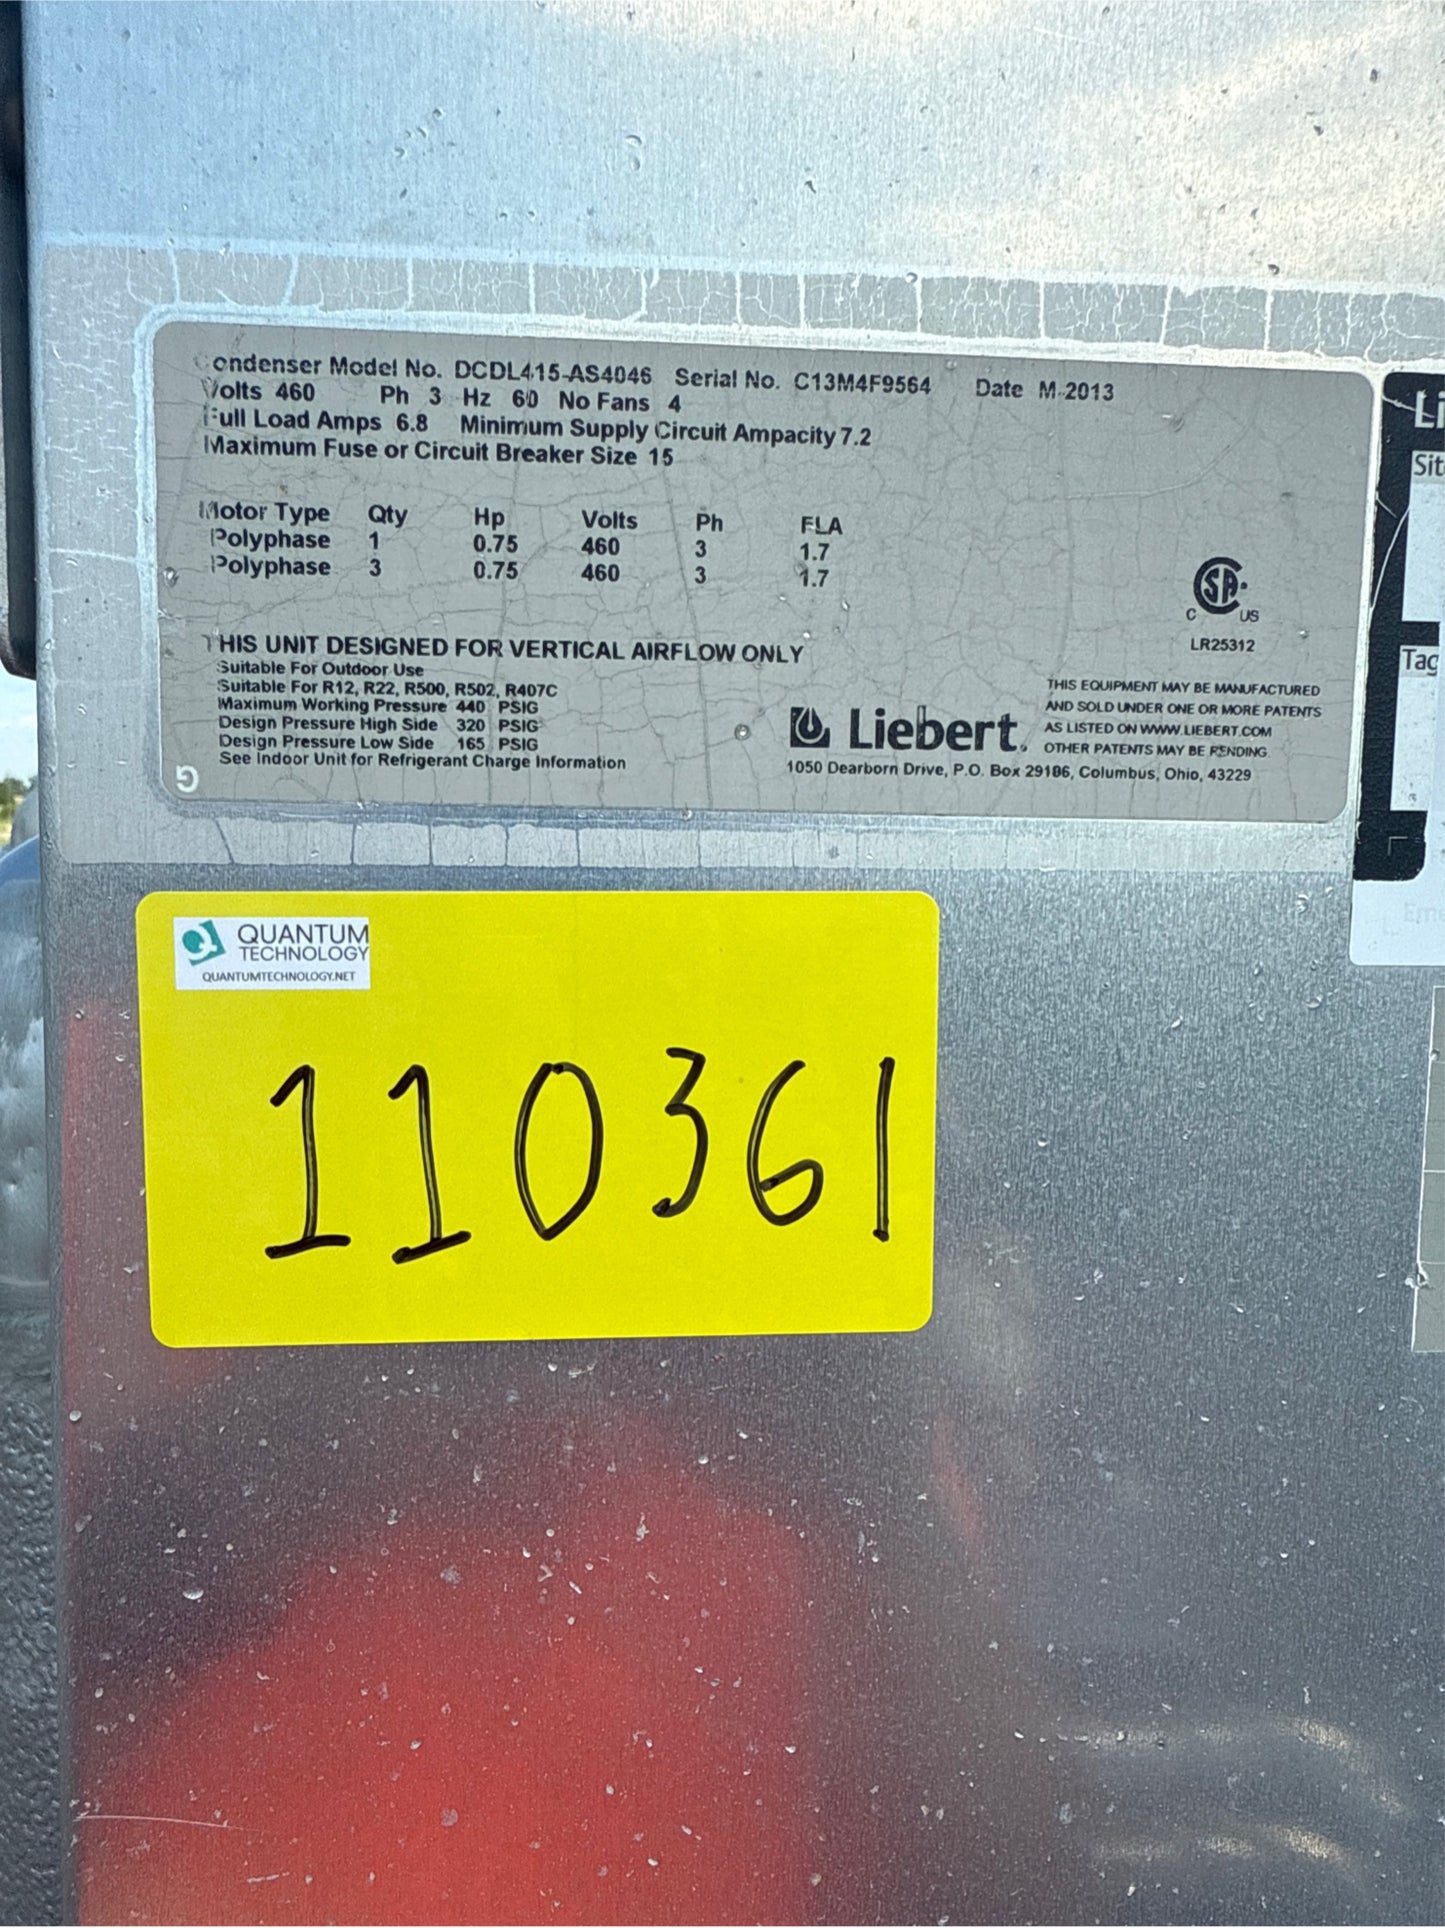 Condenser Model No. DCDL415-AS4046 Serial No. C13M4F9564 Date M-2013
Volts 460 Ph 3 Hz 60 No Fans 4
Full Load Amps 6.8 Minimum Supply Circuit Ampacity 7.2
Maximum Fuse or Circuit Breaker Size 15
Motor Type Qty Hp Volts Ph FLA
Polyphase 1 0.75 460 3 1.7
Polyphase 3 0.75 460 3 1.7
THIS UNIT DESIGNED FOR VERTICAL AIRFLOW ONLY
Suitable For Outdoor Use
Suitable For R12, R22, R500, R502, R407C
Maximum Working Pressure 440 PSIG
Design Pressure High Side 320 PSIG
Design Pressure Low Side 165 PSIG
See Indoor Unit for Refrigerant Charge Information
G
SA
C US
LR25312
Liebert.
THIS EQUIPMENT MAY BE MANUFACTURED
AND SOLD UNDER ONE OR MORE PATENTS
AS LISTED ON WWW.LIEBERT.COM
OTHER PATENTS MAY BE PENDING.
1050 Dearborn Drive, P.O. Box 29186, Columbus, Ohio, 43229
Li
Sit
Tag
QUANTUM
TECHNOLOGY
QUANTUMTECHNOLOGY.NET
110361